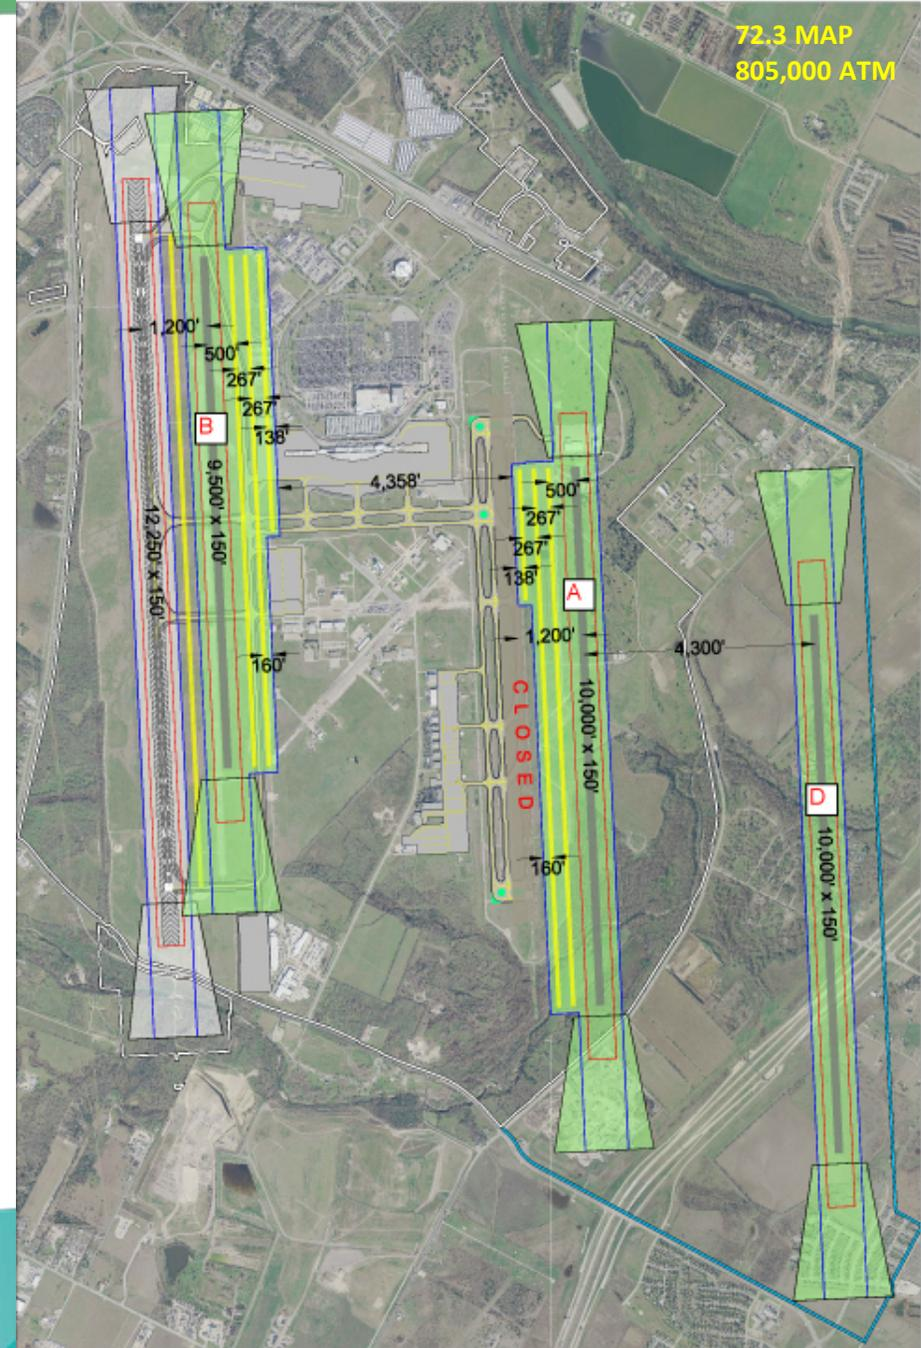 72.3 MAP
805,000 ATM
1,200'
500'
267'
267'
138'
B
9,500' x 150'
12,250' x 150'
160'
4,358'
500'
267'
267'
138'
A
1,200'
4,300'
CLOSED
10,000' x 150'
160'
D
10,000' x 150'